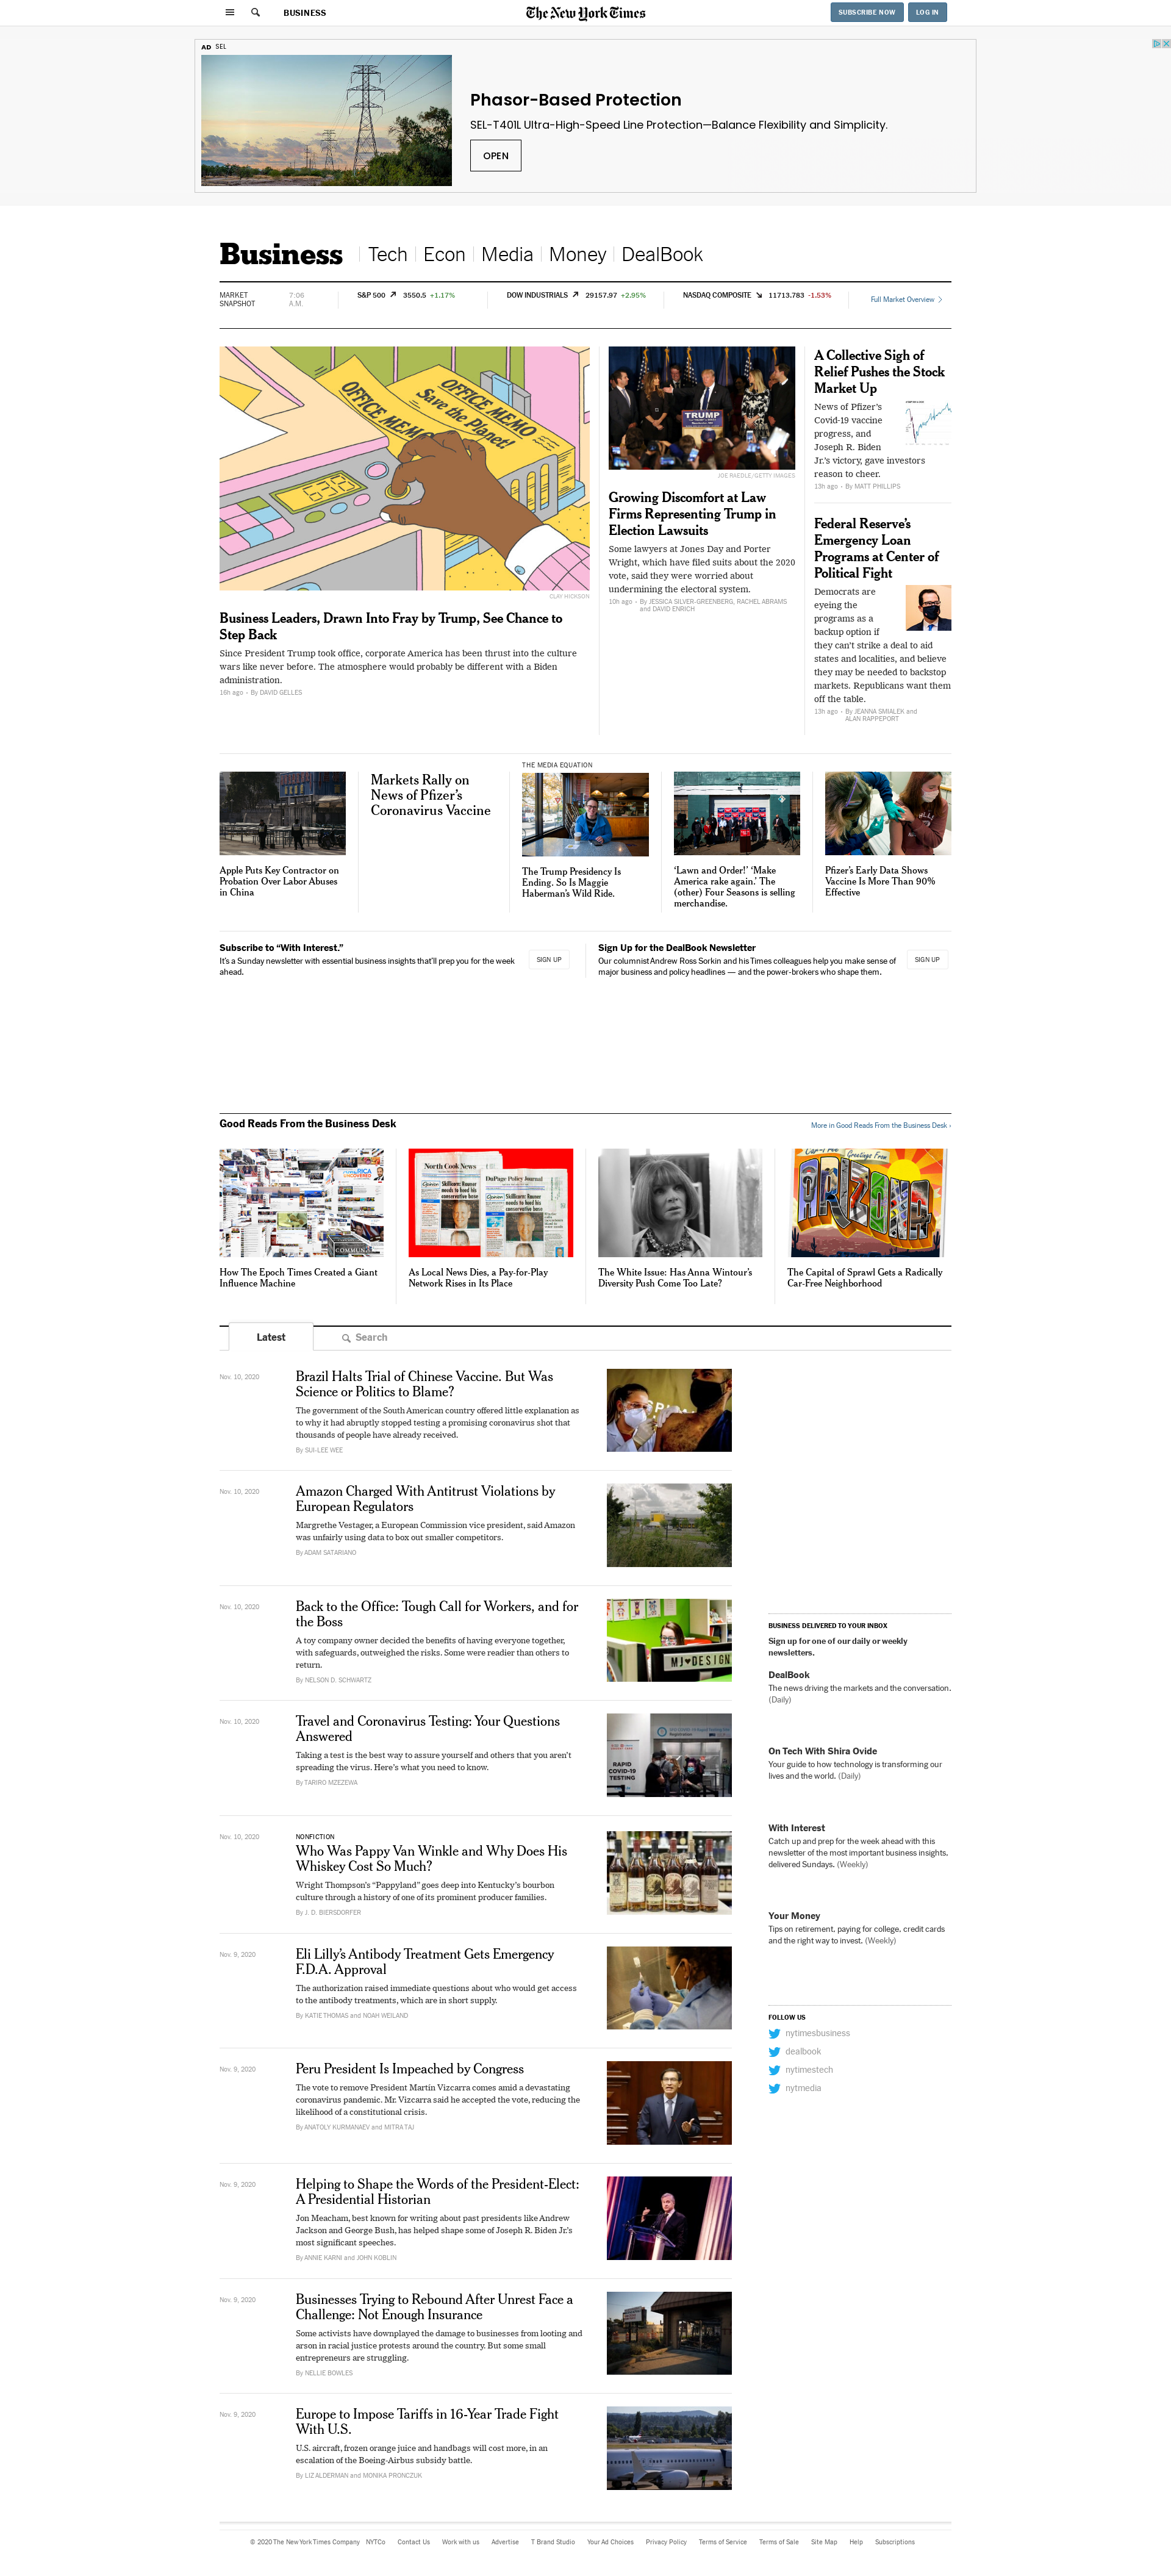 BUSINESS
The New York Times
SUBSCRIBE NOW
LOG IN
AD SEL
Phasor-Based Protection
SEL-T401L Ultra-High-Speed Line Protection—Balance Flexibility and Simplicity.
OPEN
Business
Tech
Econ
Media
Money
DealBook
MARKET
SNAPSHOT
7:06
A.M.
S&P 500 3550.5 +1.17%
DOW INDUSTRIALS 29157.97 +2.95%
NASDAQ COMPOSITE 11713.783 -1.53%
Full Market Overview
OFFICE MEMO
OFFICE MEMO
Save the Planet!
CLAY HICKSON
Business Leaders, Drawn Into Fray by Trump, See Chance to
Step Back
Since President Trump took office, corporate America has been thrust into the culture
wars like never before. The atmosphere would probably be different with a Biden
administration.
16h ago • By DAVID GELLES
TRUMP
JOE RAEDLE/GETTY IMAGES
Growing Discomfort at Law
Firms Representing Trump in
Election Lawsuits
Some lawyers at Jones Day and Porter
Wright, which have filed suits about the 2020
vote, said they were worried about
undermining the electoral system.
10h ago • By JESSICA SILVER-GREENBERG, RACHEL ABRAMS
and DAVID ENRICH
A Collective Sigh of
Relief Pushes the Stock
Market Up
News of Pfizer’s
Covid-19 vaccine
progress, and
Joseph R. Biden
Jr.’s victory, gave investors
reason to cheer.
13h ago • By MATT PHILLIPS
Federal Reserve’s
Emergency Loan
Programs at Center of
Political Fight
Democrats are
eyeing the
programs as a
backup option if
they can’t strike a deal to aid
states and localities, and believe
they may be needed to backstop
markets. Republicans want them
off the table.
13h ago • By JEANNA SMIALEK and
ALAN RAPPEPORT
Apple Puts Key Contractor on
Probation Over Labor Abuses
in China
Markets Rally on
News of Pfizer’s
Coronavirus Vaccine
THE MEDIA EQUATION
The Trump Presidency Is
Ending. So Is Maggie
Haberman’s Wild Ride.
‘Lawn and Order!’ ‘Make
America rake again.’ The
(other) Four Seasons is selling
merchandise.
Pfizer’s Early Data Shows
Vaccine Is More Than 90%
Effective
Subscribe to “With Interest.”
It’s a Sunday newsletter with essential business insights that’ll prep you for the week
ahead.
SIGN UP
Sign Up for the DealBook Newsletter
Our columnist Andrew Ross Sorkin and his Times colleagues help you make sense of
major business and policy headlines — and the power-brokers who shape them.
SIGN UP
Good Reads From the Business Desk
More in Good Reads From the Business Desk ›
How The Epoch Times Created a Giant
Influence Machine
North Cook News
DuPage Policy Journal
As Local News Dies, a Pay-for-Play
Network Rises in Its Place
The White Issue: Has Anna Wintour’s
Diversity Push Come Too Late?
Greetings From
ARIZONA
The Capital of Sprawl Gets a Radically
Car-Free Neighborhood
Latest
Search
Nov. 10, 2020
Brazil Halts Trial of Chinese Vaccine. But Was
Science or Politics to Blame?
The government of the South American country offered little explanation as
to why it had abruptly stopped testing a promising coronavirus shot that
thousands of people have already received.
By SUI-LEE WEE
Nov. 10, 2020
Amazon Charged With Antitrust Violations by
European Regulators
Margrethe Vestager, a European Commission vice president, said Amazon
was unfairly using data to box out smaller competitors.
By ADAM SATARIANO
Nov. 10, 2020
Back to the Office: Tough Call for Workers, and for
the Boss
A toy company owner decided the benefits of having everyone together,
with safeguards, outweighed the risks. Some were readier than others to
return.
By NELSON D. SCHWARTZ
MJ♥DESIGN
Nov. 10, 2020
Travel and Coronavirus Testing: Your Questions
Answered
Taking a test is the best way to assure yourself and others that you aren’t
spreading the virus. Here’s what you need to know.
By TARIRO MZEZEWA
RAPID
COVID-19
TESTING
Nov. 10, 2020
NONFICTION
Who Was Pappy Van Winkle and Why Does His
Whiskey Cost So Much?
Wright Thompson’s “Pappyland” goes deep into Kentucky’s bourbon
culture through a history of one of its prominent producer families.
By J. D. BIERSDORFER
Nov. 9, 2020
Eli Lilly’s Antibody Treatment Gets Emergency
F.D.A. Approval
The authorization raised immediate questions about who would get access
to the antibody treatments, which are in short supply.
By KATIE THOMAS and NOAH WEILAND
Nov. 9, 2020
Peru President Is Impeached by Congress
The vote to remove President Martín Vizcarra comes amid a devastating
coronavirus pandemic. Mr. Vizcarra said he accepted the vote, reducing the
likelihood of a constitutional crisis.
By ANATOLY KURMANAEV and MITRA TAJ
Nov. 9, 2020
Helping to Shape the Words of the President-Elect:
A Presidential Historian
Jon Meacham, best known for writing about past presidents like Andrew
Jackson and George Bush, has helped shape some of Joseph R. Biden Jr.’s
most significant speeches.
By ANNIE KARNI and JOHN KOBLIN
Nov. 9, 2020
Businesses Trying to Rebound After Unrest Face a
Challenge: Not Enough Insurance
Some activists have downplayed the damage to businesses from looting and
arson in racial justice protests around the country. But some small
entrepreneurs are struggling.
By NELLIE BOWLES
Nov. 9, 2020
Europe to Impose Tariffs in 16-Year Trade Fight
With U.S.
U.S. aircraft, frozen orange juice and handbags will cost more, in an
escalation of the Boeing-Airbus subsidy battle.
By LIZ ALDERMAN and MONIKA PRONCZUK
BUSINESS DELIVERED TO YOUR INBOX
Sign up for one of our daily or weekly
newsletters.
DealBook
The news driving the markets and the conversation.
(Daily)
On Tech With Shira Ovide
Your guide to how technology is transforming our
lives and the world. (Daily)
With Interest
Catch up and prep for the week ahead with this
newsletter of the most important business insights,
delivered Sundays. (Weekly)
Your Money
Tips on retirement, paying for college, credit cards
and the right way to invest. (Weekly)
FOLLOW US
nytimesbusiness
dealbook
nytimestech
nytmedia
© 2020 The New York Times Company NYTCo Contact Us Work with us Advertise T Brand Studio Your Ad Choices Privacy Policy Terms of Service Terms of Sale Site Map Help Subscriptions